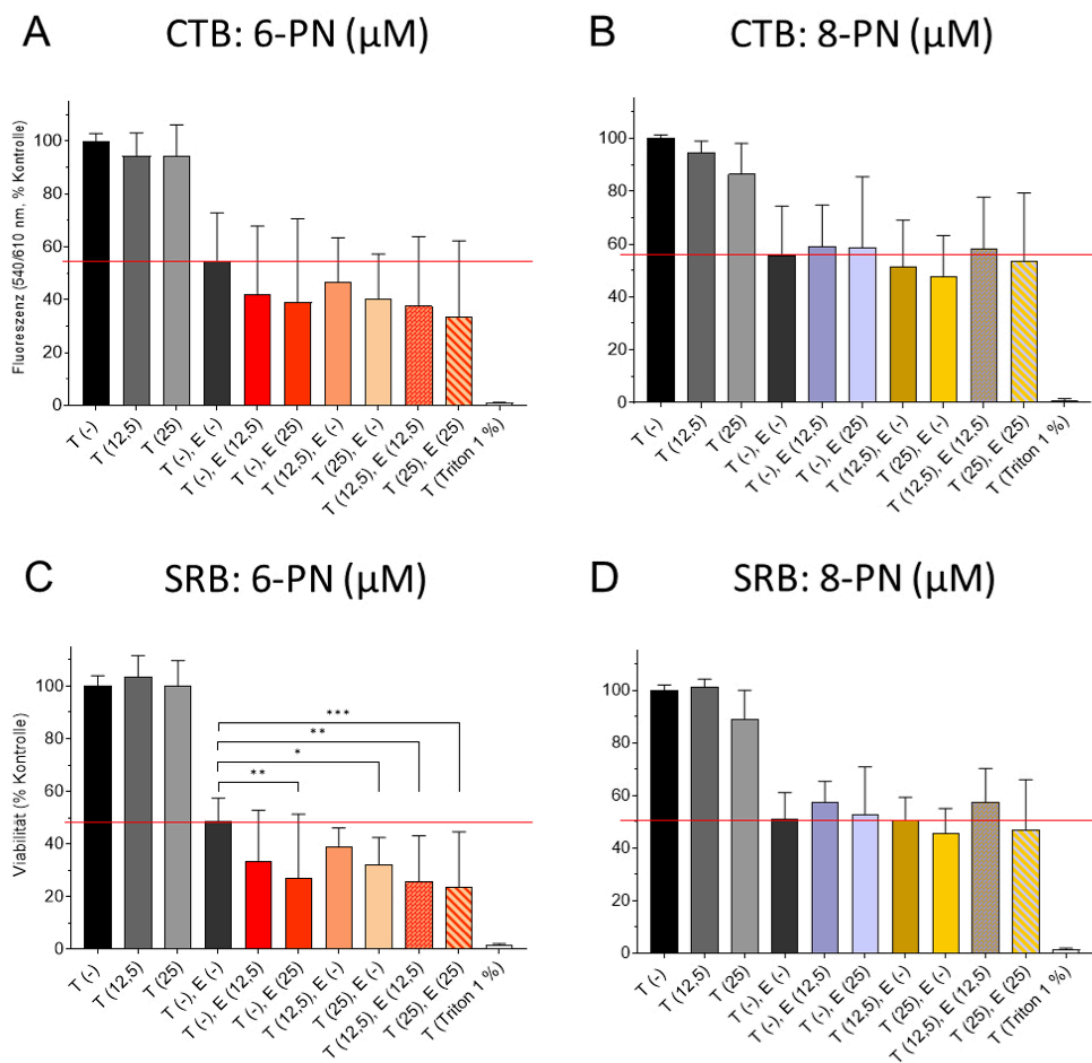 A
CTB: 6-PN (µM)
Fluoreszenz (540/610 nm, % Kontrolle)
100
80
60
40
20
0
T (-)
T (12,5)
T (25)
T (-), E (-)
T (-), E (12,5)
T (-), E (25)
T (12,5), E (-)
T (25), E (-)
T (12,5), E (12,5)
T (25), E (25)
T (Triton 1 %)
B
CTB: 8-PN (µM)
100
80
60
40
20
0
T (-)
T (12,5)
T (25)
T (-), E (-)
T (-), E (12,5)
T (-), E (25)
T (12,5), E (-)
T (25), E (-)
T (12,5), E (12,5)
T (25), E (25)
T (Triton 1 %)
C
SRB: 6-PN (µM)
Viabilität (% Kontrolle)
100
80
60
40
20
0
***
**
*
**
T (-)
T (12,5)
T (25)
T (-), E (-)
T (-), E (12,5)
T (-), E (25)
T (12,5), E (-)
T (25), E (-)
T (12,5), E (12,5)
T (25), E (25)
T (Triton 1 %)
D
SRB: 8-PN (µM)
100
80
60
40
20
0
T (-)
T (12,5)
T (25)
T (-), E (-)
T (-), E (12,5)
T (-), E (25)
T (12,5), E (-)
T (25), E (-)
T (12,5), E (12,5)
T (25), E (25)
T (Triton 1 %)